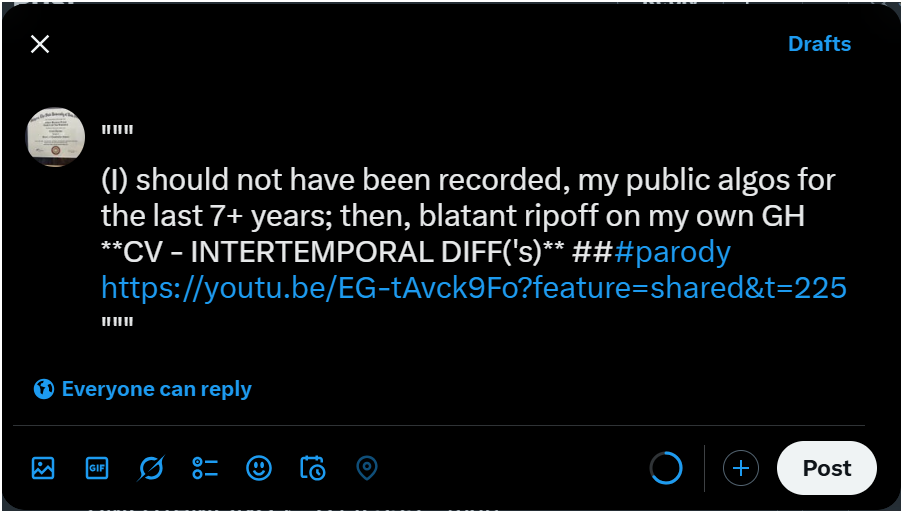 Drafts
"""
(I) should not have been recorded, my public algos for
the last 7+ years; then, blatant ripoff on my own GH
**CV - INTERTEMPORAL DIFF('s)** ###parody
https://youtu.be/EG-tAvck9Fo?feature=shared&t=225
"""
Everyone can reply
GIF
Post